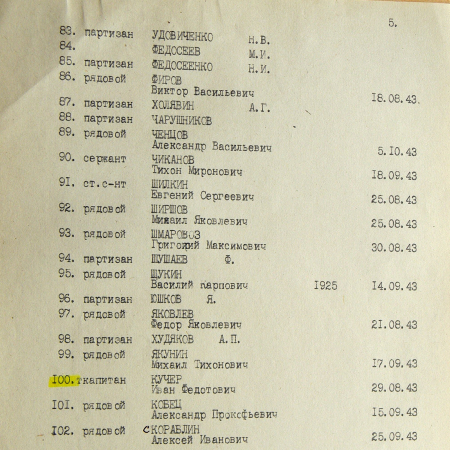 5.
83. партизан УДОВИЧЕНКО Н.В.
84. ФЕДОСЕЕВ М.И.
85. партизан ФЕДОСЕЕНКО Н.И.
86. рядовой ФИРОВ
Виктор Васильевич 18.08.43.
87. партизан ХОЛЯВИН А.Г.
88. партизан ЧАРУШНИКОВ
89. рядовой ЧЕНЦОВ
Александр Васильевич 5.10.43
90. сержант ЧИКАНОВ
Тихон Миронович 18.09.43
91. ст.с-нт ШИЛКИН
Евгений Сергеевич 25.08.43
92. рядовой ШИРШОВ
Михаил Яковлевич 25.08.43
93. рядовой ШМАРОВОЗ
Григорий Максимович 30.08.43
94. партизан ШУШАЕВ Ф.
95. рядовой ЩУКИН
Василий Карпович 1925 14.09.43
96. партизан ЮШКОВ Я.
97. рядовой ЯКОВЛЕВ
Федор Яковлевич 21.08.43
98. партизан ХУДЯКОВ А.П.
99. рядовой ЯКУНИН
Михаил Тихонович 17.09.43
100. ткапитан КУЧЕР
Иван Федотович 29.08.43
101. рядовой КОБЕЦ
Александр Прокофьевич 15.09.43
102. рядовой СКОРАБЛИН
Алексей Иванович 25.09.43